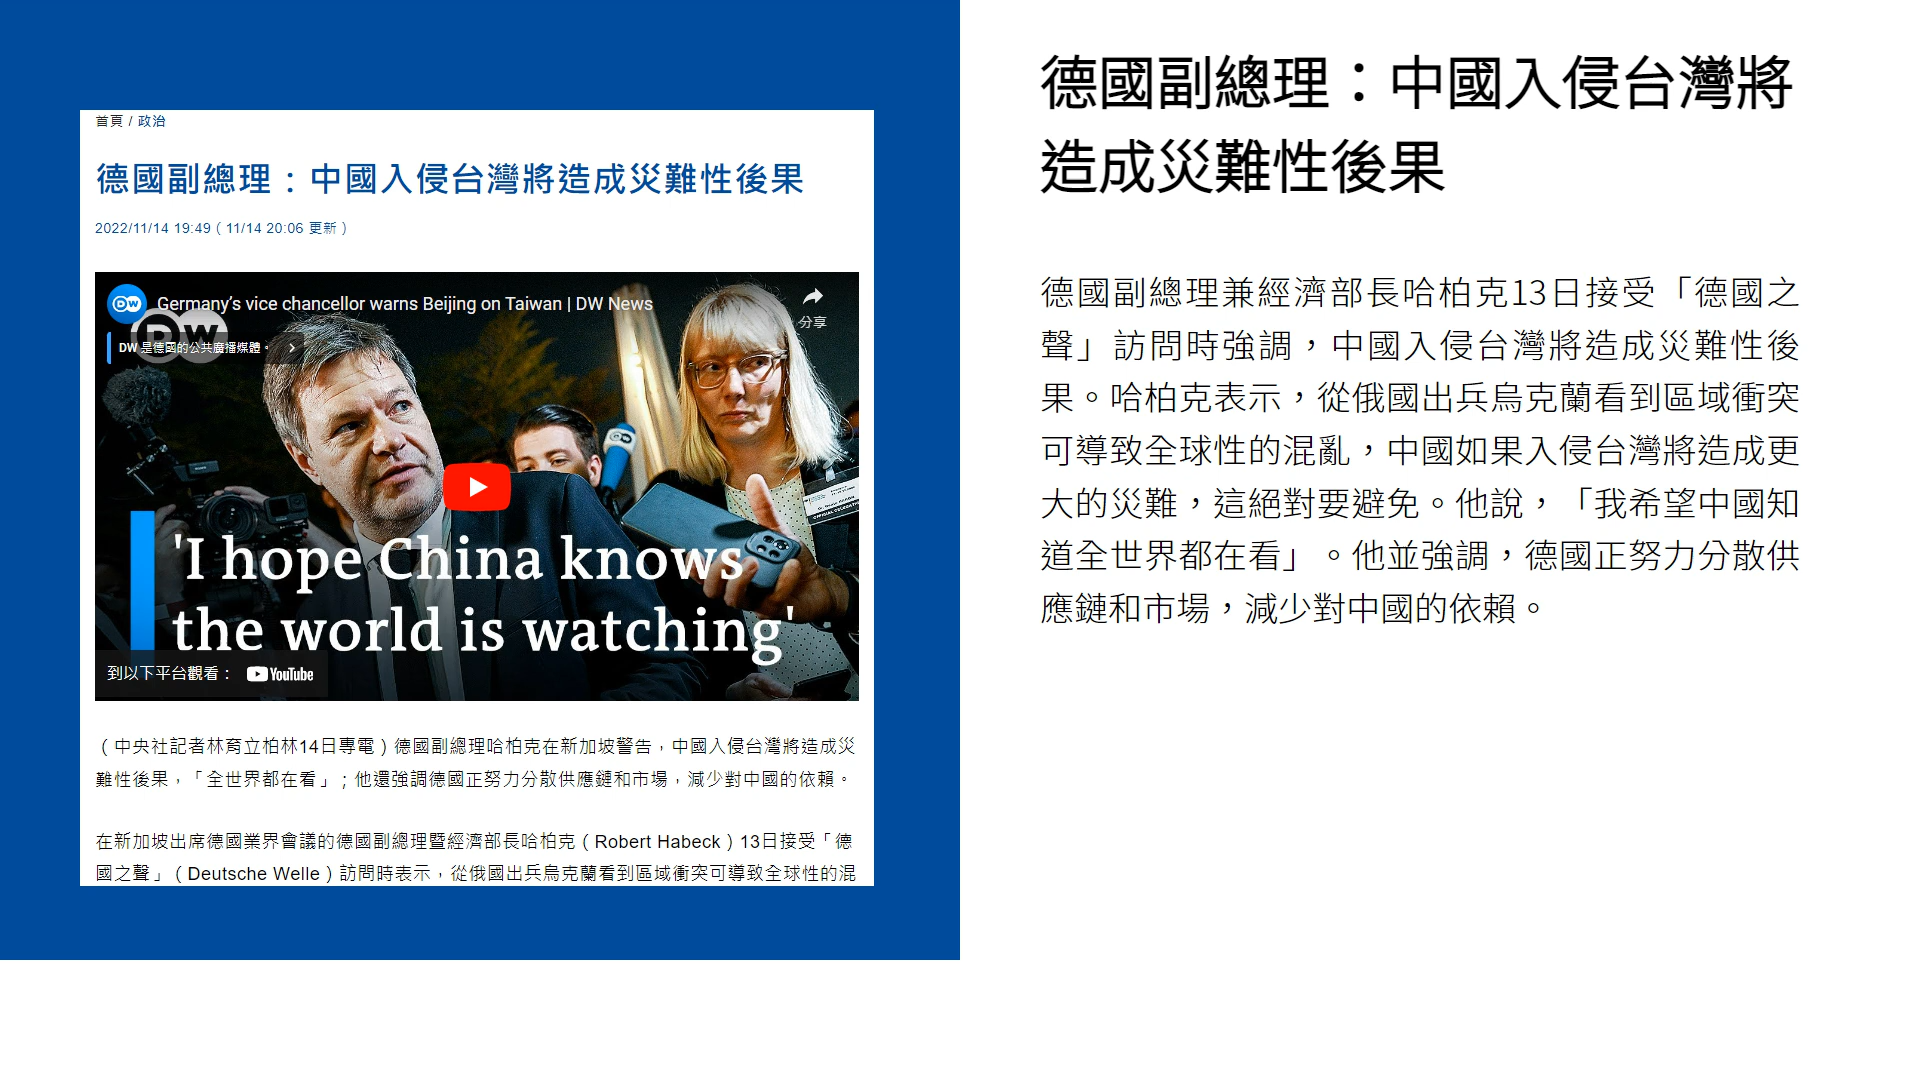 首頁 / 政治
德國副總理：中國入侵台灣將造成災難性後果
2022/11/14 19:49（11/14 20:06 更新）
Germany's vice chancellor warns Beijing on Taiwan | DW News
分享
DW
DW 是德國的公共廣播媒體。
'I hope China knows
the world is watching'
到以下平台觀看： YouTube
（中央社記者林育立柏林14日專電）德國副總理哈柏克在新加坡警告，中國入侵台灣將造成災
難性後果，「全世界都在看」；他還強調德國正努力分散供應鏈和市場，減少對中國的依賴。
在新加坡出席德國業界會議的德國副總理暨經濟部長哈柏克（Robert Habeck）13日接受「德
國之聲」（Deutsche Welle）訪問時表示，從俄國出兵烏克蘭看到區域衝突可導致全球性的混
德國副總理：中國入侵台灣將
造成災難性後果
德國副總理兼經濟部長哈柏克13日接受「德國之
聲」訪問時強調，中國入侵台灣將造成災難性後
果。哈柏克表示，從俄國出兵烏克蘭看到區域衝突
可導致全球性的混亂，中國如果入侵台灣將造成更
大的災難，這絕對要避免。他說，「我希望中國知
道全世界都在看」。他並強調，德國正努力分散供
應鏈和市場，減少對中國的依賴。